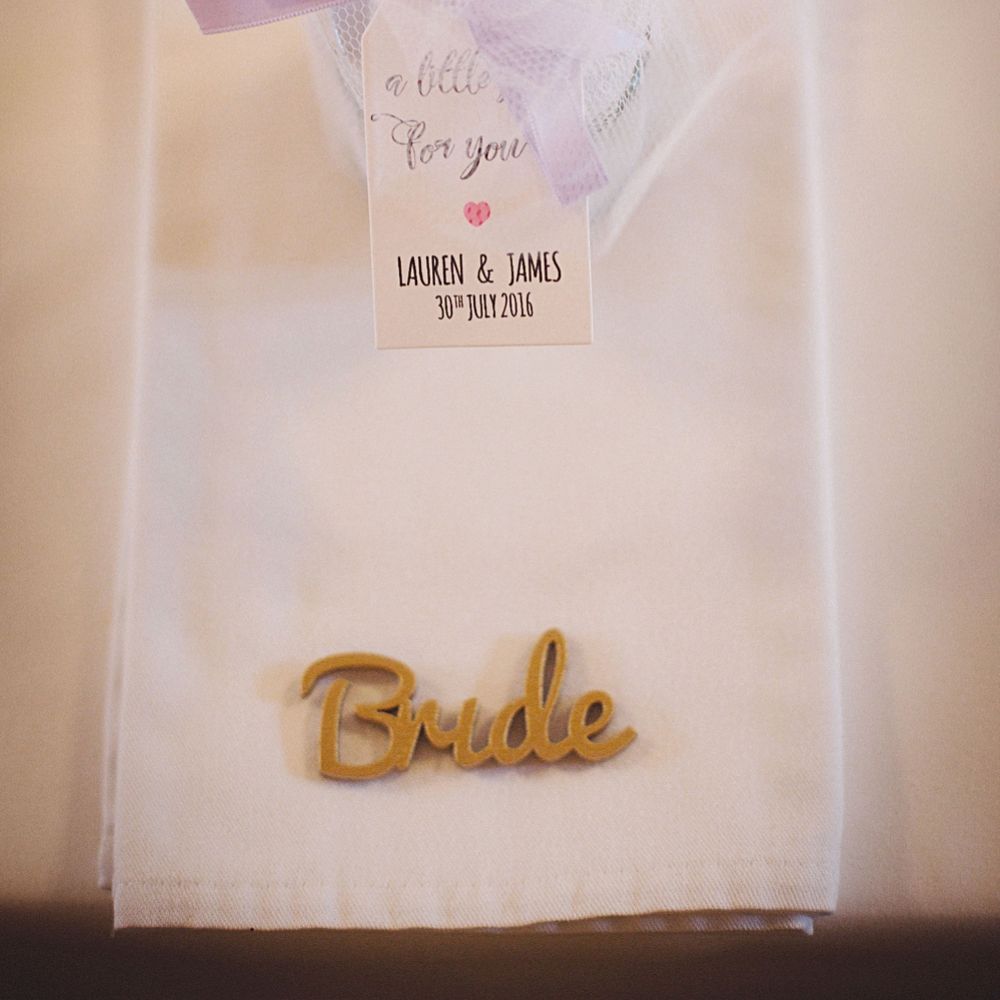 a little
for you
LAUREN & JAMES
30TH JULY 2016
Bride